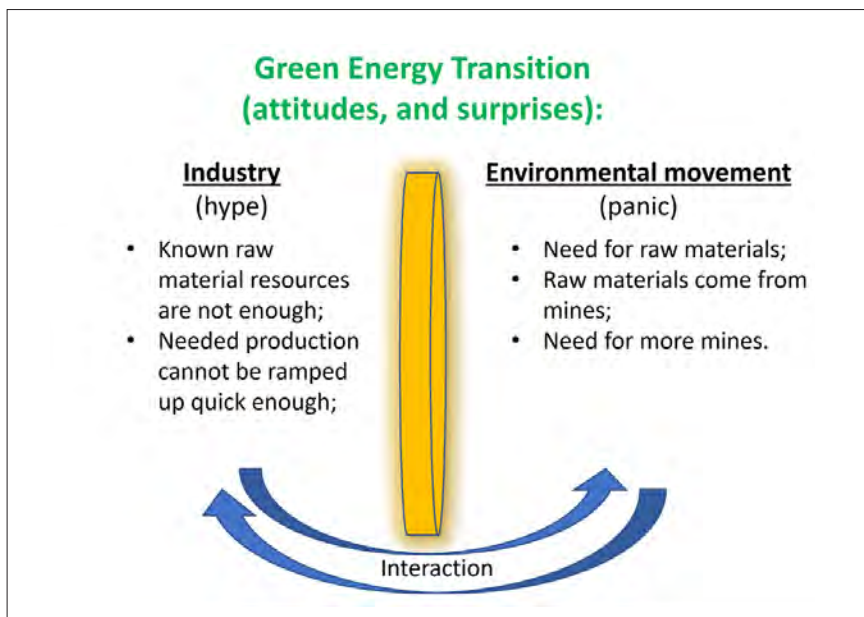 Green Energy Transition
(attitudes, and surprises):
Industry
(hype)
• Known raw
material resources
are not enough;
• Needed production
cannot be ramped
up quick enough;
Environmental movement
(panic)
• Need for raw materials;
• Raw materials come from
mines;
• Need for more mines.
Interaction